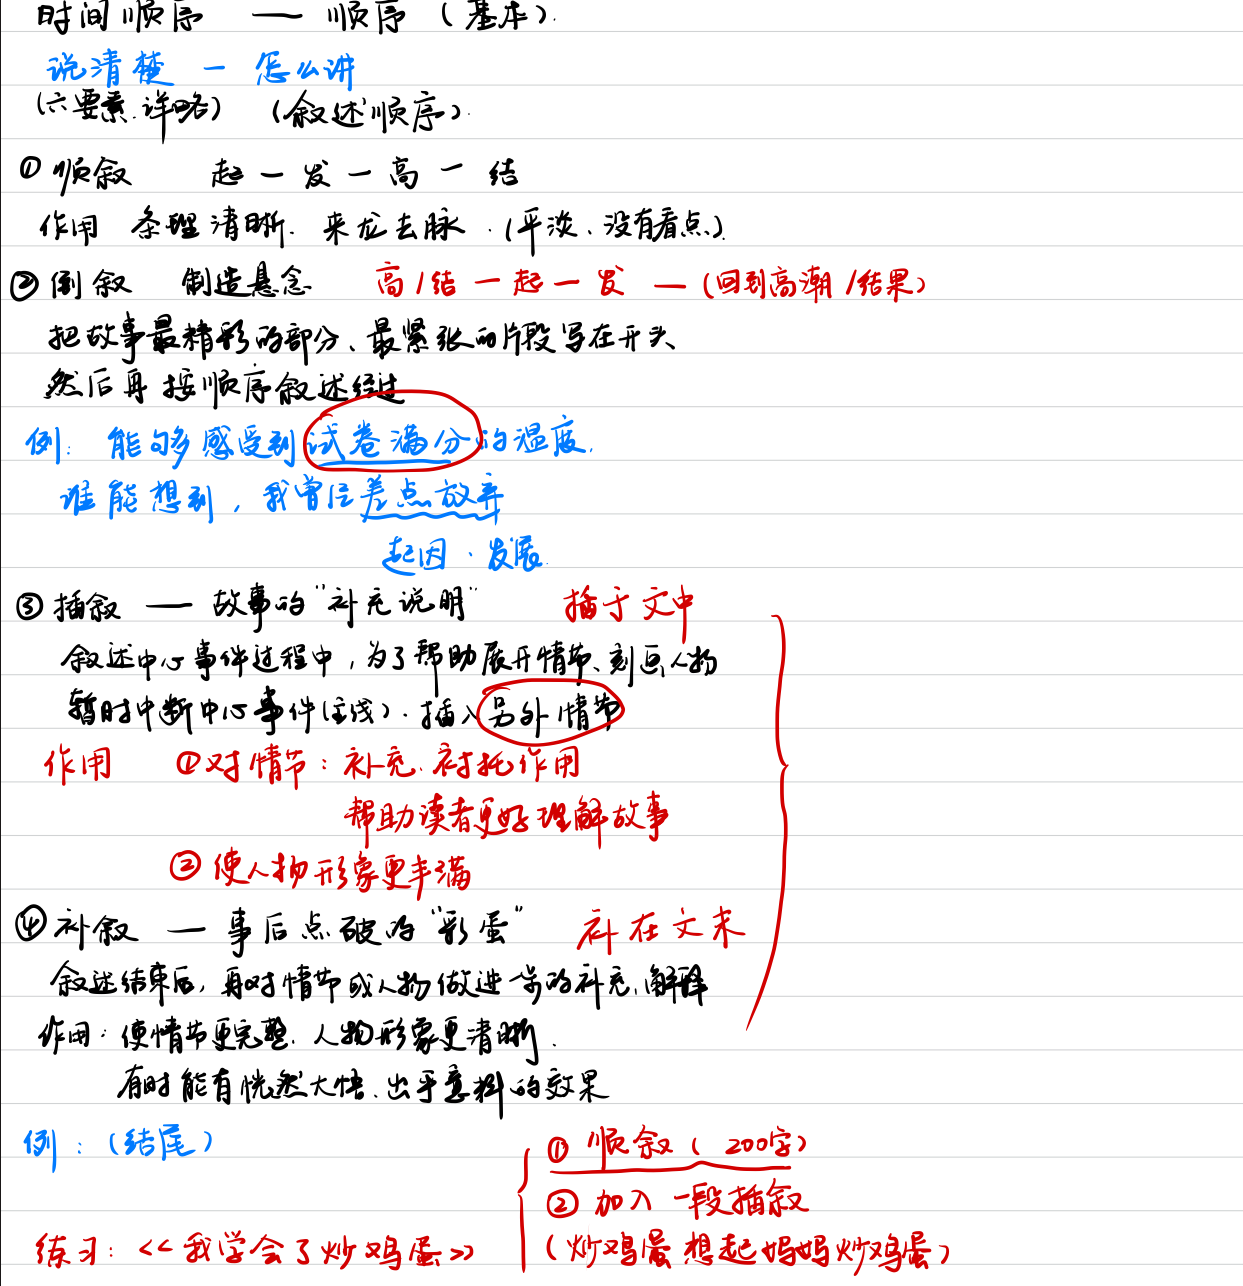 时间顺序 — 顺序（基本）.
说清楚 － 怎么讲
（六要素.详略）（叙述顺序）.
① 顺叙 起－发－高－结
作用 条理清晰. 来龙去脉.（平淡、没有看点）.
② 倒叙 制造悬念 高/结－起－发－（回到高潮/结果）
把故事最精彩的部分、最紧张的片段写在开头
然后再按顺序叙述经过
例：能够感受到试卷满分的温度.
谁能想到，我曾经差点放弃
起因.发展.
③ 插叙 — 故事的“补充说明” 插于文中
叙述中心事件过程中，为了帮助展开情节、刻画人物
暂时中断中心事件（主线）.插入另外情节
作用 ①对情节：补充.衬托作用
帮助读者更好理解故事
② 使人物形象更丰满
④ 补叙 — 事后点破的“彩蛋” 补在文末
叙述结束后，再对情节或人物做进一步的补充.解释
作用：使情节更完整.人物形象更清晰.
有时能有恍然大悟.出乎意料的效果
例：（结尾）
① 顺叙（200字）
② 加入一段插叙
练习：<<我学会了炒鸡蛋>> （炒鸡蛋想起妈妈炒鸡蛋）